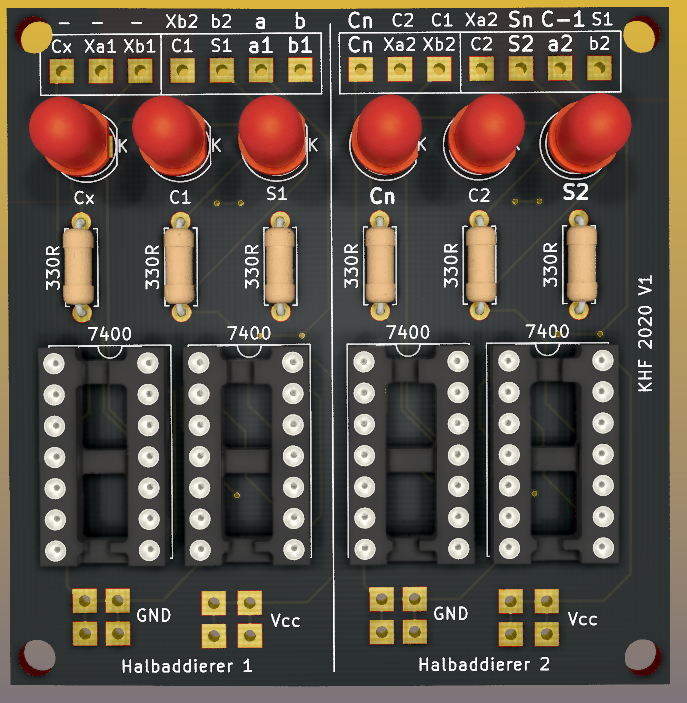 — — — Xb2 b2 a b Cn C2 C1 Xa2 Sn C-1 S1
Cx Xa1 Xb1 C1 S1 a1 b1 Cn Xa2 Xb2 C2 S2 a2 b2
K K K K
Cx C1 S1 Cn C2 S2
330R 330R 330R 330R 330R 330R
7400 7400 7400 7400
KHF 2020 V1
GND Vcc GND Vcc
Halbaddierer 1 Halbaddierer 2